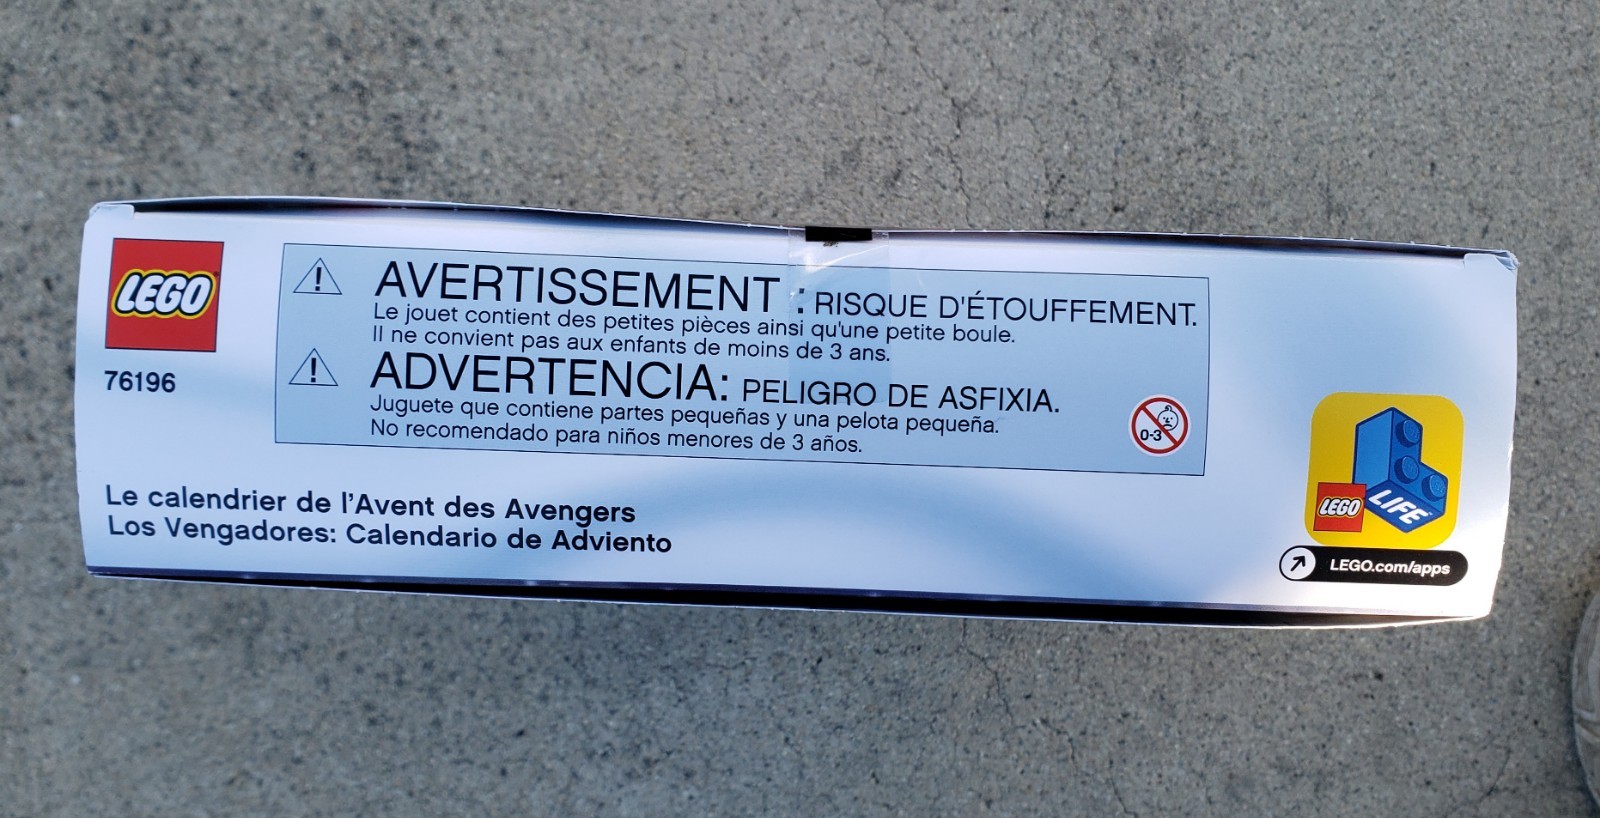 LEGO
76196
AVERTISSEMENT : RISQUE D'ÉTOUFFEMENT.
Le jouet contient des petites pièces ainsi qu'une petite boule.
Il ne convient pas aux enfants de moins de 3 ans.
ADVERTENCIA: PELIGRO DE ASFIXIA.
Juguete que contiene partes pequeñas y una pelota pequeña.
No recomendado para niños menores de 3 años.
0-3
Le calendrier de l'Avent des Avengers
Los Vengadores: Calendario de Adviento
LEGO
LIFE™
LEGO.com/apps